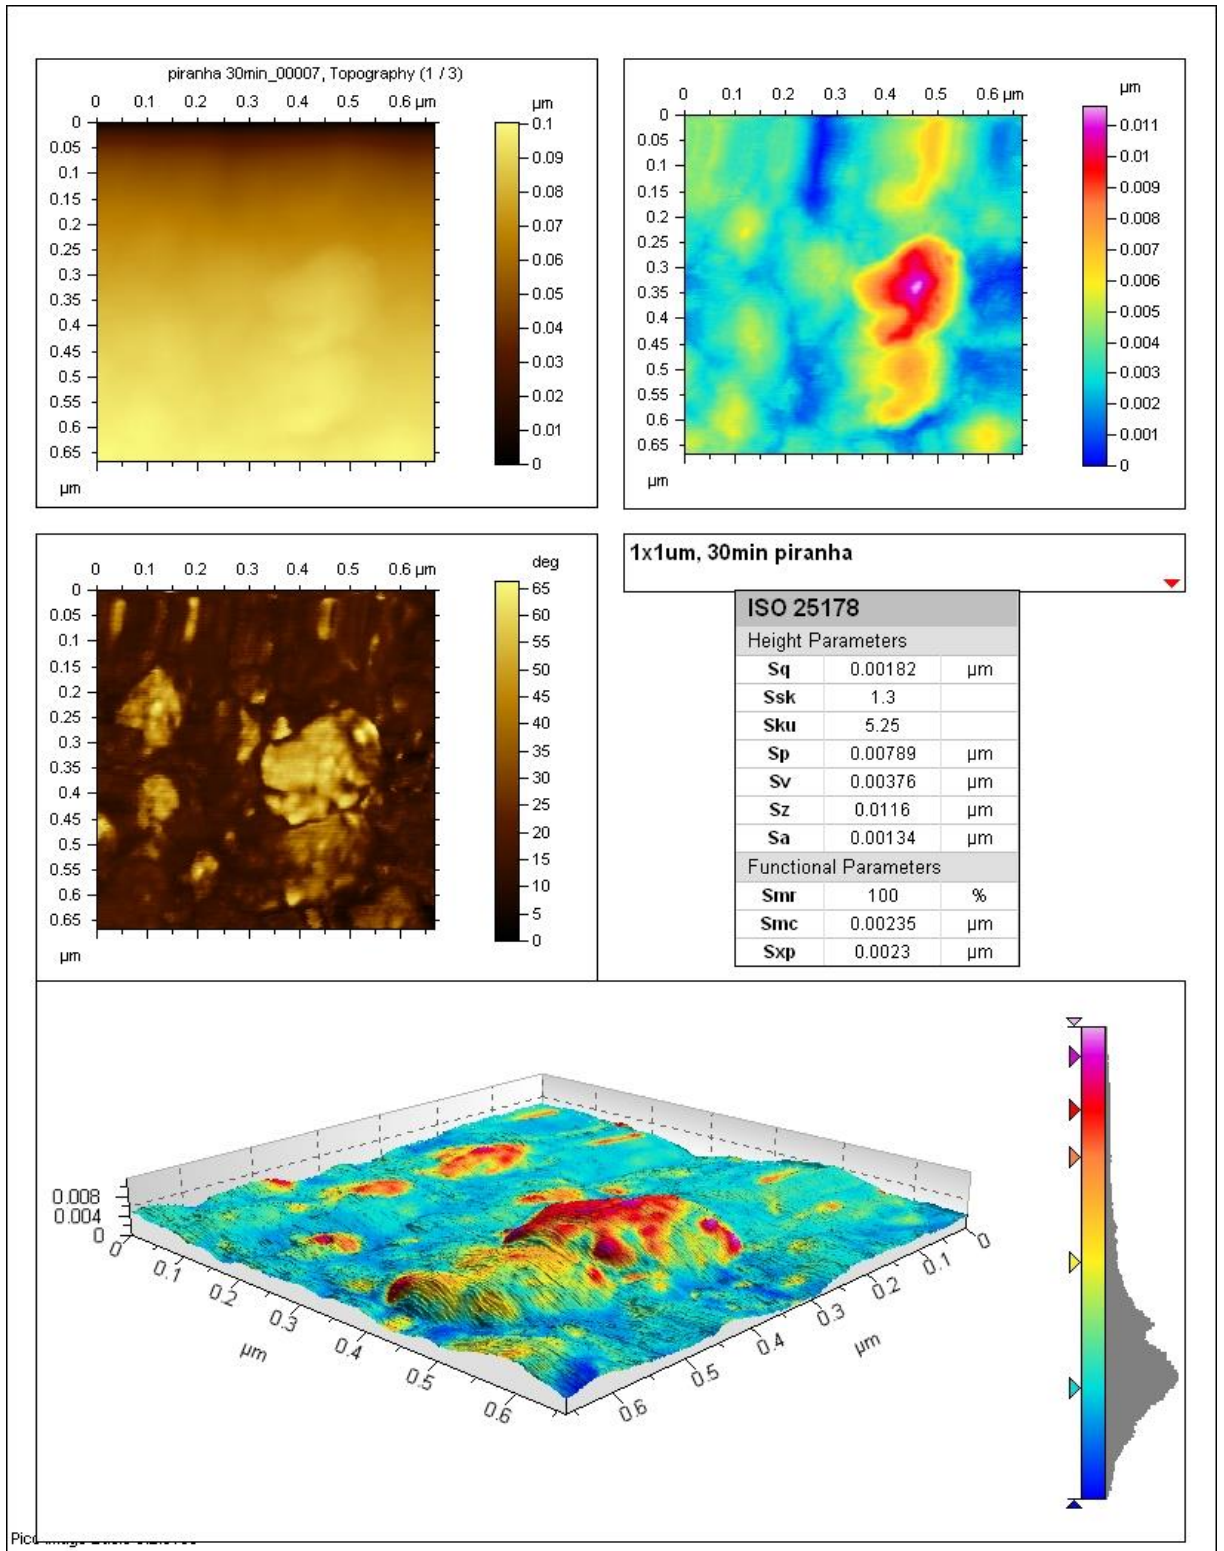 piranha 30min_00007, Topography (1 / 3)
0 0.1 0.2 0.3 0.4 0.5 0.6 µm
µm
0
0.05
0.1
0.15
0.2
0.25
0.3
0.35
0.4
0.45
0.5
0.55
0.6
0.65
µm
0.1
0.09
0.08
0.07
0.06
0.05
0.04
0.03
0.02
0.01
0
0 0.1 0.2 0.3 0.4 0.5 0.6 µm
µm
0
0.05
0.1
0.15
0.2
0.25
0.3
0.35
0.4
0.45
0.5
0.55
0.6
0.65
µm
0.011
0.01
0.009
0.008
0.007
0.006
0.005
0.004
0.003
0.002
0.001
0
0 0.1 0.2 0.3 0.4 0.5 0.6 µm
deg
0
0.05
0.1
0.15
0.2
0.25
0.3
0.35
0.4
0.45
0.5
0.55
0.6
0.65
µm
65
60
55
50
45
40
35
30
25
20
15
10
5
0
1x1um, 30min piranha
ISO 25178
Height Parameters
Sq 0.00182 µm
Ssk 1.3
Sku 5.25
Sp 0.00789 µm
Sv 0.00376 µm
Sz 0.0116 µm
Sa 0.00134 µm
Functional Parameters
Smr 100 %
Smc 0.00235 µm
Sxp 0.0023 µm
0.008
0.004
0
0 0.1 0.2 0.3 0.4 0.5 0.6
µm
0.6 0.5 0.4 0.3 0.2 0.1 0
µm